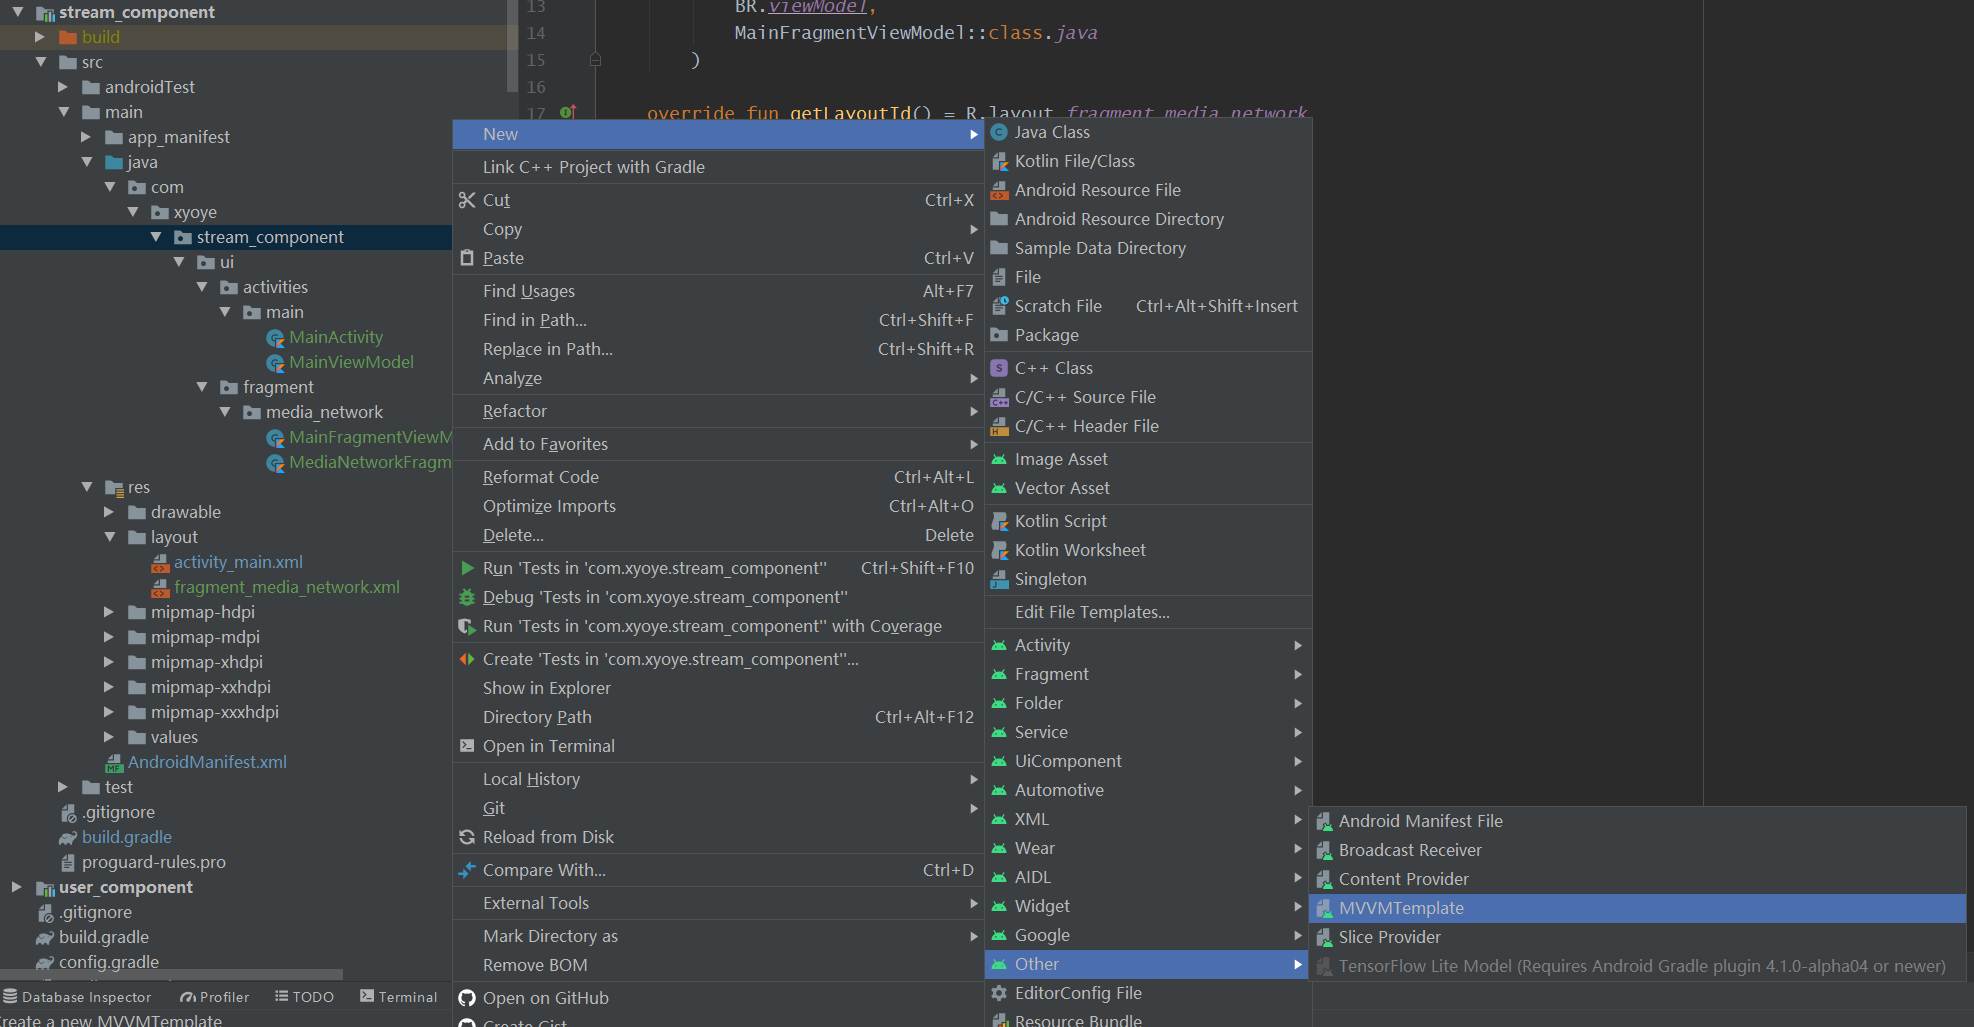 stream_component
build
src
androidTest
main
app_manifest
java
com
xyoye
stream_component
ui
activities
main
MainActivity
MainViewModel
fragment
media_network
MainFragmentViewM
MediaNetworkFragm
res
drawable
layout
activity_main.xml
fragment_media_network.xml
mipmap-hdpi
mipmap-mdpi
mipmap-xhdpi
mipmap-xxhdpi
mipmap-xxxhdpi
values
AndroidManifest.xml
test
.gitignore
build.gradle
proguard-rules.pro
user_component
.gitignore
build.gradle
config.gradle
Database Inspector
Profiler
TODO
Terminal
reate a new MVVMTemplate
13 BR.viewModel,
14 MainFragmentViewModel::class.java
15 )
16
17 override fun getLayoutId() = R.layout.fragment_media_network
New
Link C++ Project with Gradle
Cut Ctrl+X
Copy
Paste Ctrl+V
Find Usages Alt+F7
Find in Path... Ctrl+Shift+F
Replace in Path... Ctrl+Shift+R
Analyze
Refactor
Add to Favorites
Reformat Code Ctrl+Alt+L
Optimize Imports Ctrl+Alt+O
Delete... Delete
Run 'Tests in 'com.xyoye.stream_component'' Ctrl+Shift+F10
Debug 'Tests in 'com.xyoye.stream_component''
Run 'Tests in 'com.xyoye.stream_component'' with Coverage
Create 'Tests in 'com.xyoye.stream_component''...
Show in Explorer
Directory Path Ctrl+Alt+F12
Open in Terminal
Local History
Git
Reload from Disk
Compare With... Ctrl+D
External Tools
Mark Directory as
Remove BOM
Open on GitHub
Create Gist
Java Class
Kotlin File/Class
Android Resource File
Android Resource Directory
Sample Data Directory
File
Scratch File Ctrl+Alt+Shift+Insert
Package
C++ Class
C/C++ Source File
C/C++ Header File
Image Asset
Vector Asset
Kotlin Script
Kotlin Worksheet
Singleton
Edit File Templates...
Activity
Fragment
Folder
Service
UiComponent
Automotive
XML
Wear
AIDL
Widget
Google
Other
EditorConfig File
Resource Bundle
Android Manifest File
Broadcast Receiver
Content Provider
MVVMTemplate
Slice Provider
TensorFlow Lite Model (Requires Android Gradle plugin 4.1.0-alpha04 or newer)